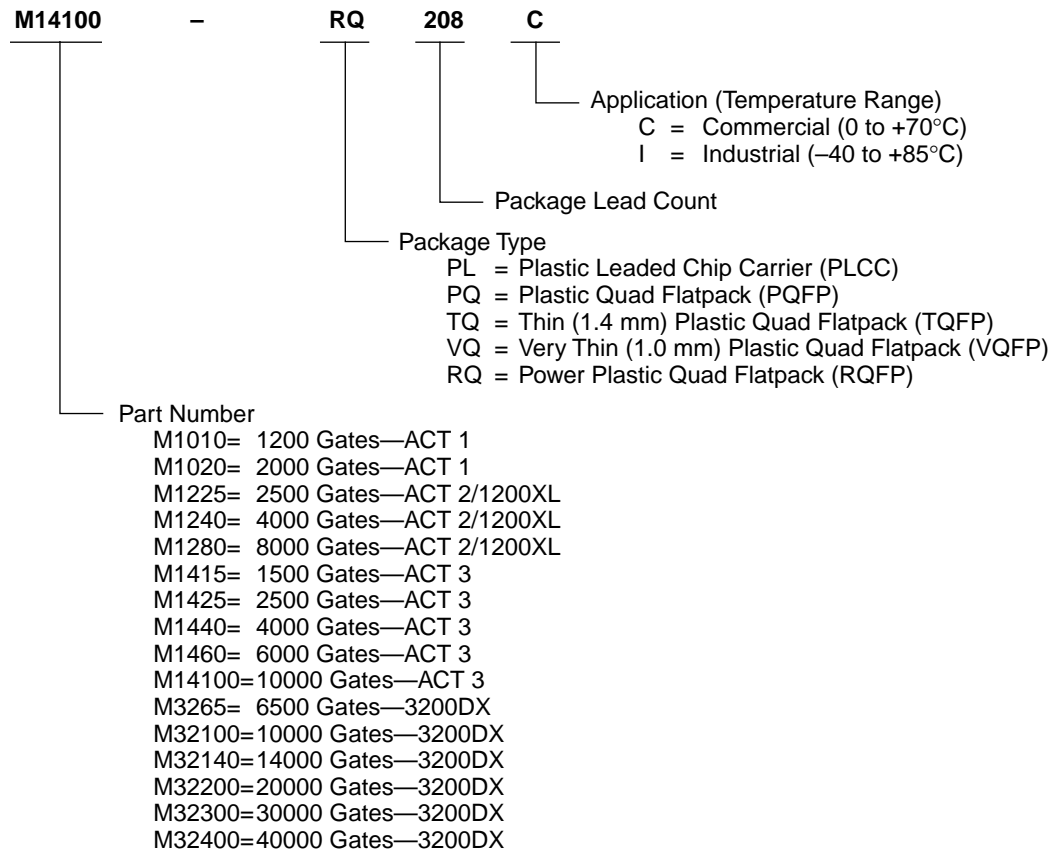 M14100 – RQ 208 C
Application (Temperature Range)
C = Commercial (0 to +70°C)
I = Industrial (–40 to +85°C)
Package Lead Count
Package Type
PL = Plastic Leaded Chip Carrier (PLCC)
PQ = Plastic Quad Flatpack (PQFP)
TQ = Thin (1.4 mm) Plastic Quad Flatpack (TQFP)
VQ = Very Thin (1.0 mm) Plastic Quad Flatpack (VQFP)
RQ = Power Plastic Quad Flatpack (RQFP)
Part Number
M1010= 1200 Gates—ACT 1
M1020= 2000 Gates—ACT 1
M1225= 2500 Gates—ACT 2/1200XL
M1240= 4000 Gates—ACT 2/1200XL
M1280= 8000 Gates—ACT 2/1200XL
M1415= 1500 Gates—ACT 3
M1425= 2500 Gates—ACT 3
M1440= 4000 Gates—ACT 3
M1460= 6000 Gates—ACT 3
M14100=10000 Gates—ACT 3
M3265= 6500 Gates—3200DX
M32100=10000 Gates—3200DX
M32140=14000 Gates—3200DX
M32200=20000 Gates—3200DX
M32300=30000 Gates—3200DX
M32400=40000 Gates—3200DX